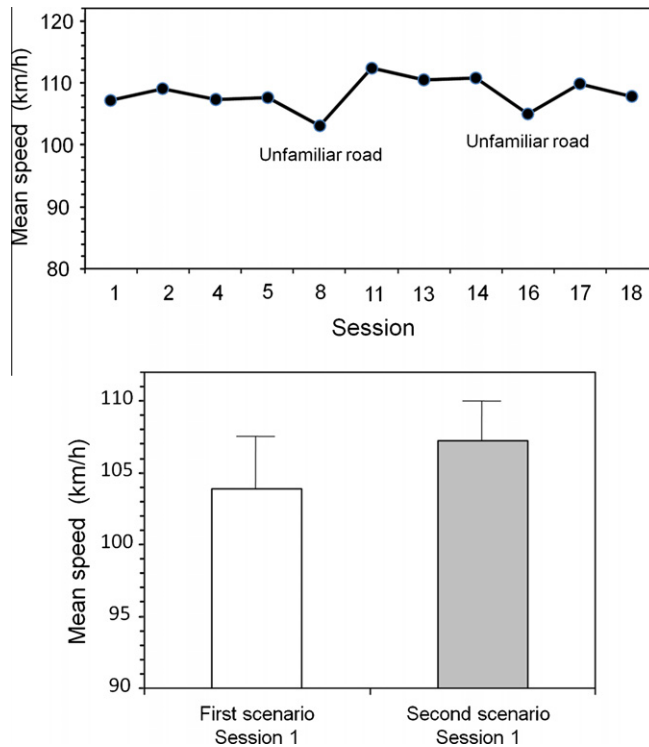 120
110
100
90
80
Mean speed (km/h)
Unfamiliar road
Unfamiliar road
1 2 4 5 8 11 13 14 16 17 18
Session
110
105
100
95
90
Mean speed (km/h)
First scenario
Session 1
Second scenario
Session 1